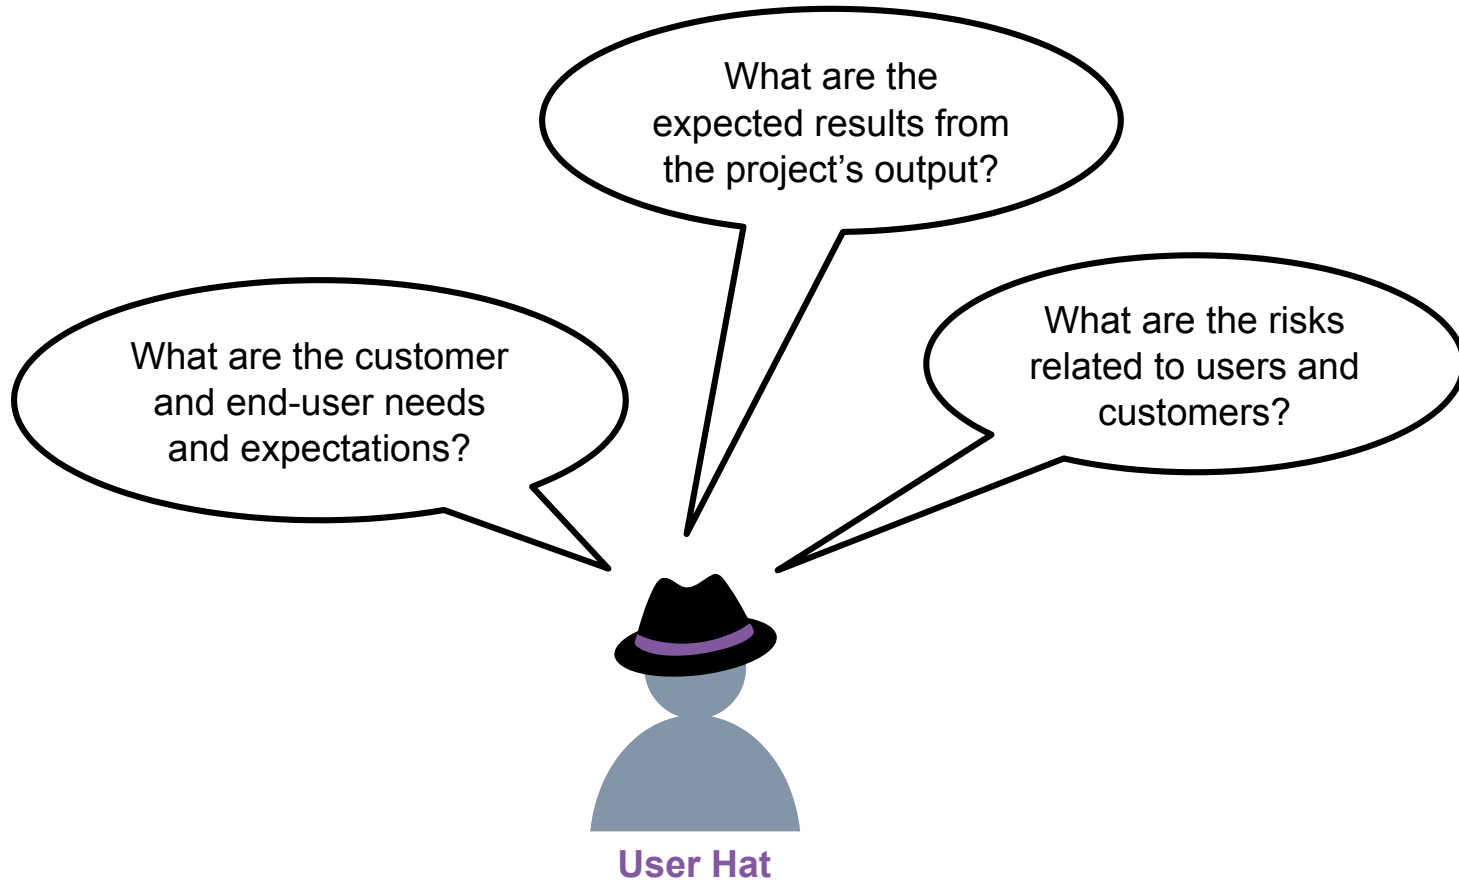 What are the
expected results from
the project’s output?
What are the customer
and end-user needs
and expectations?
What are the risks
related to users and
customers?
User Hat